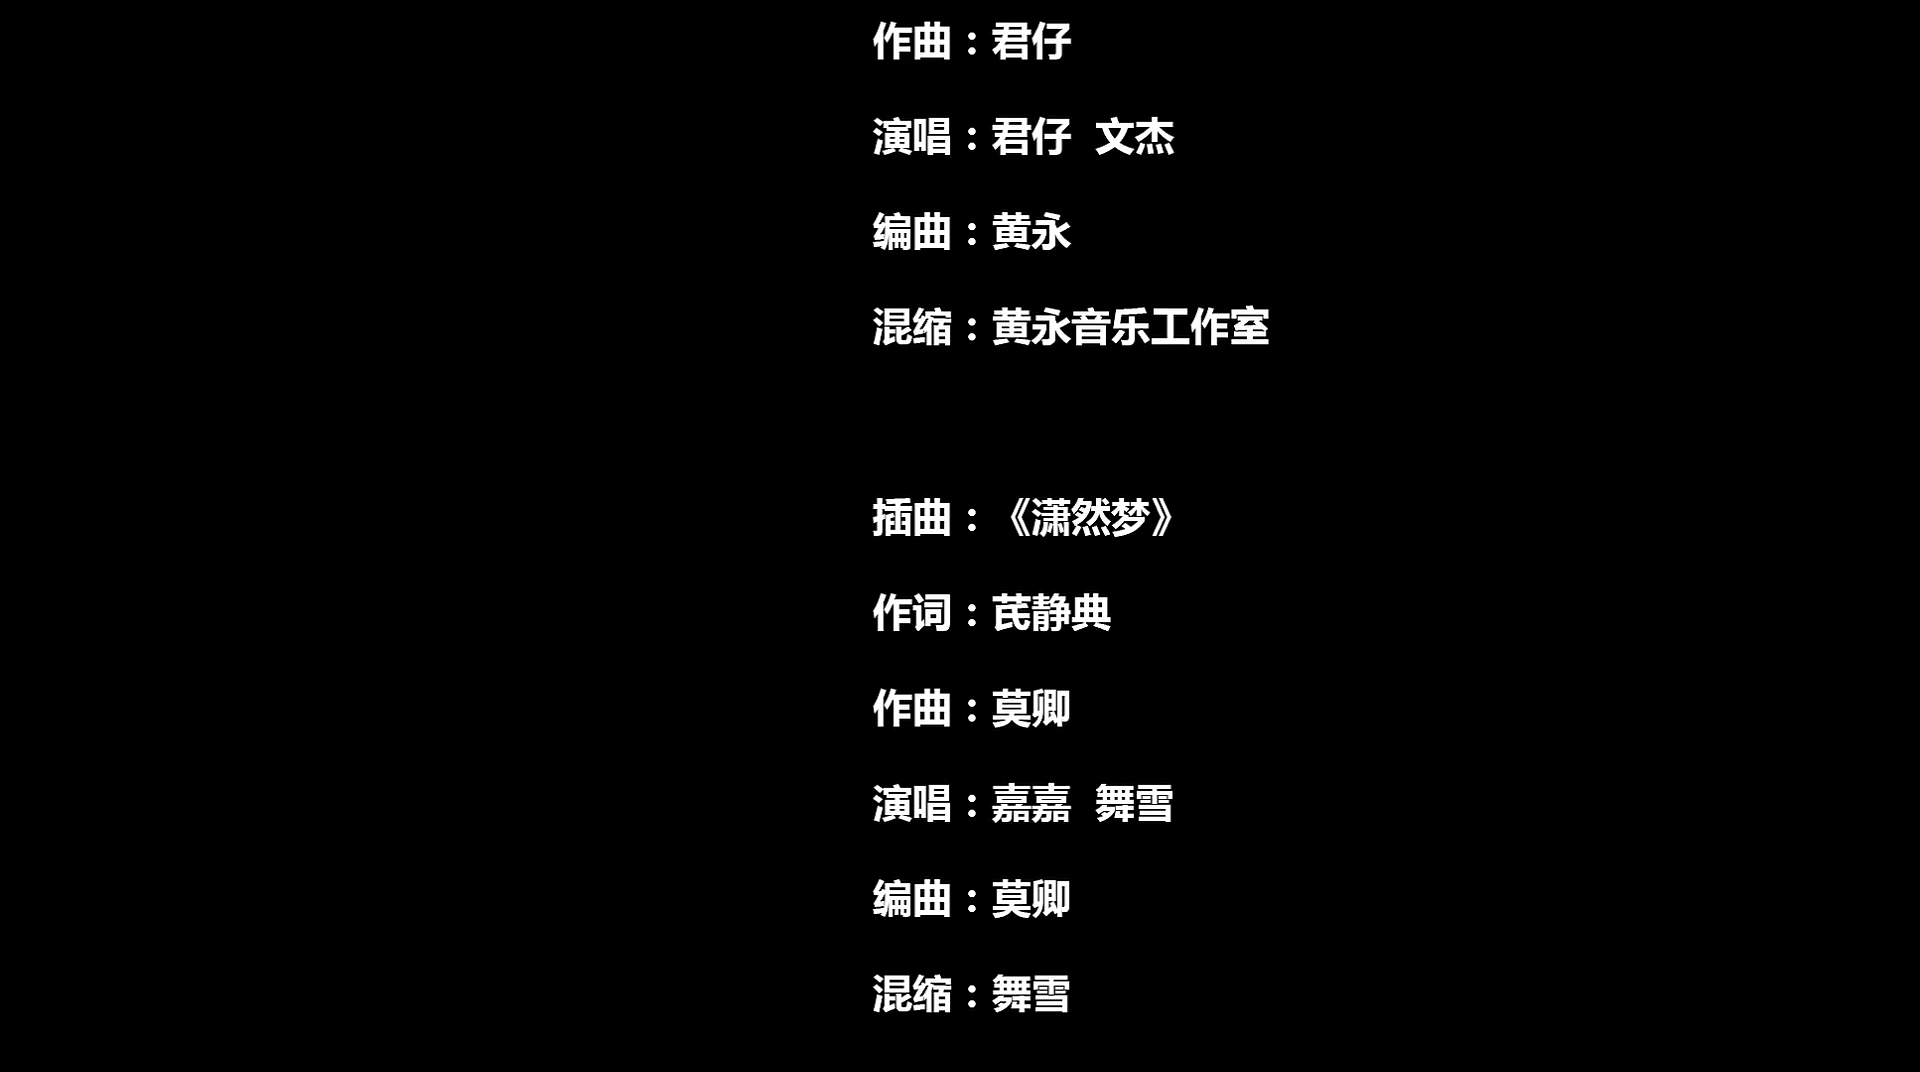 作曲：君仔
演唱：君仔 文杰
编曲：黄永
混缩：黄永音乐工作室
插曲：《潇然梦》
作词：芪静典
作曲：莫卿
演唱：嘉嘉 舞雪
编曲：莫卿
混缩：舞雪